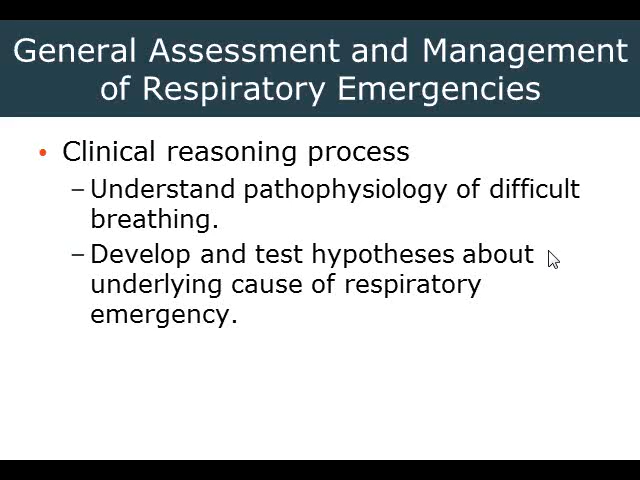 General Assessment and Management
of Respiratory Emergencies
• Clinical reasoning process
– Understand pathophysiology of difficult
breathing.
– Develop and test hypotheses about
underlying cause of respiratory
emergency.